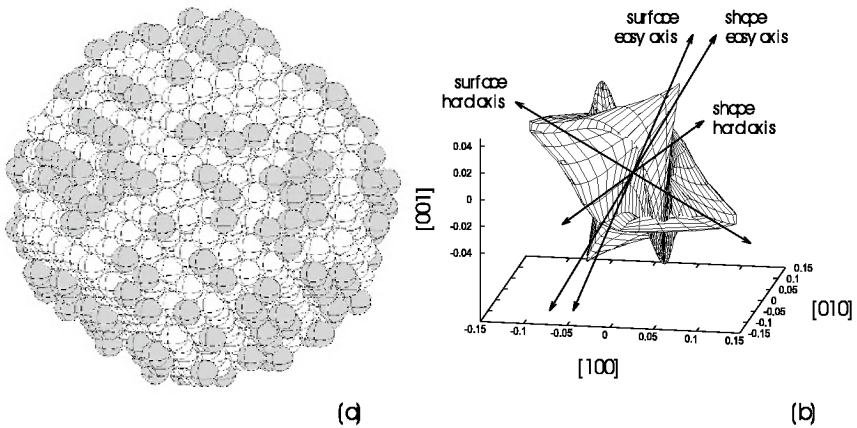 surface
easy axis
shape
easy axis
surface
hard axis
shape
hard axis
0.04
0.02
0
-0.02
-0.04
[001]
0.15
0.1
0.05
0
-0.05
-0.1
-0.15
[010]
-0.15
-0.1
-0.05
0
0.05
0.1
0.15
[100]
(a)
(b)